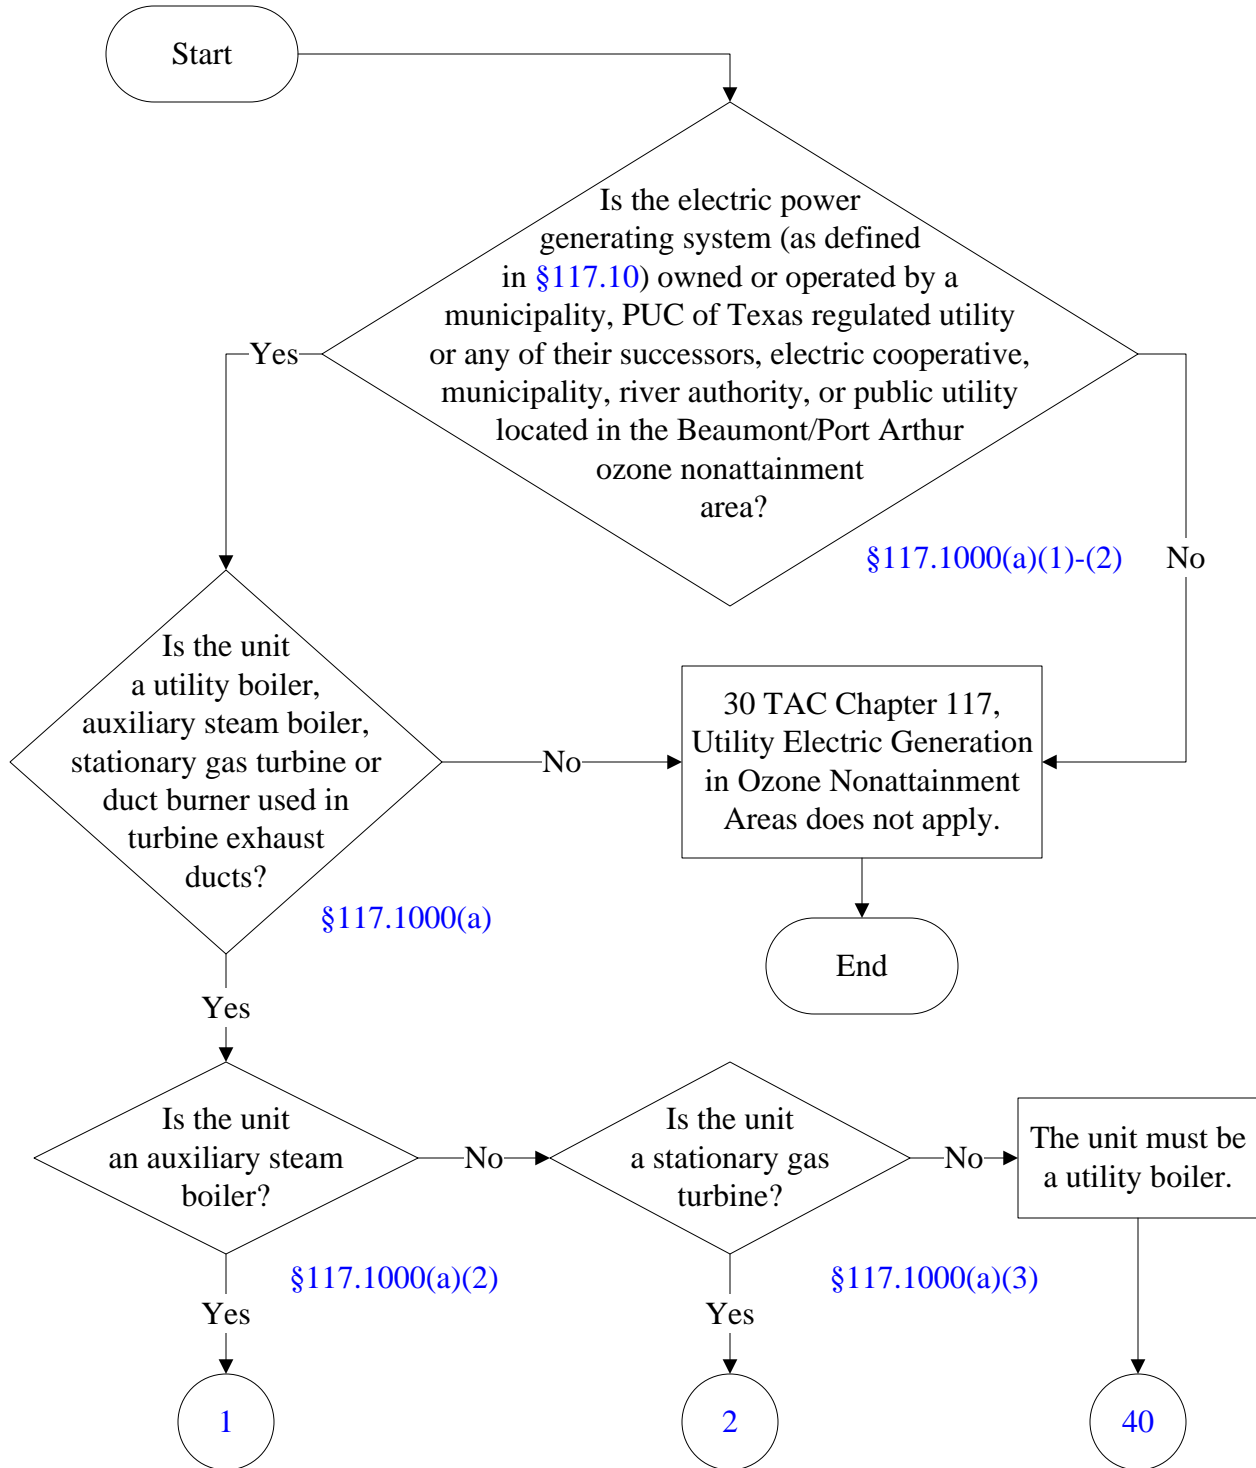 Start
Is the electric power
generating system (as defined
in §117.10) owned or operated by a
municipality, PUC of Texas regulated utility
or any of their successors, electric cooperative,
municipality, river authority, or public utility
located in the Beaumont/Port Arthur
ozone nonattainment
area?
Yes
§117.1000(a)(1)-(2)
No
Is the unit
a utility boiler,
auxiliary steam boiler,
stationary gas turbine or
duct burner used in
turbine exhaust
ducts?
No
30 TAC Chapter 117,
Utility Electric Generation
in Ozone Nonattainment
Areas does not apply.
§117.1000(a)
End
Yes
Is the unit
an auxiliary steam
boiler?
No
Is the unit
a stationary gas
turbine?
No
The unit must be
a utility boiler.
§117.1000(a)(2)
§117.1000(a)(3)
Yes
Yes
1
2
40